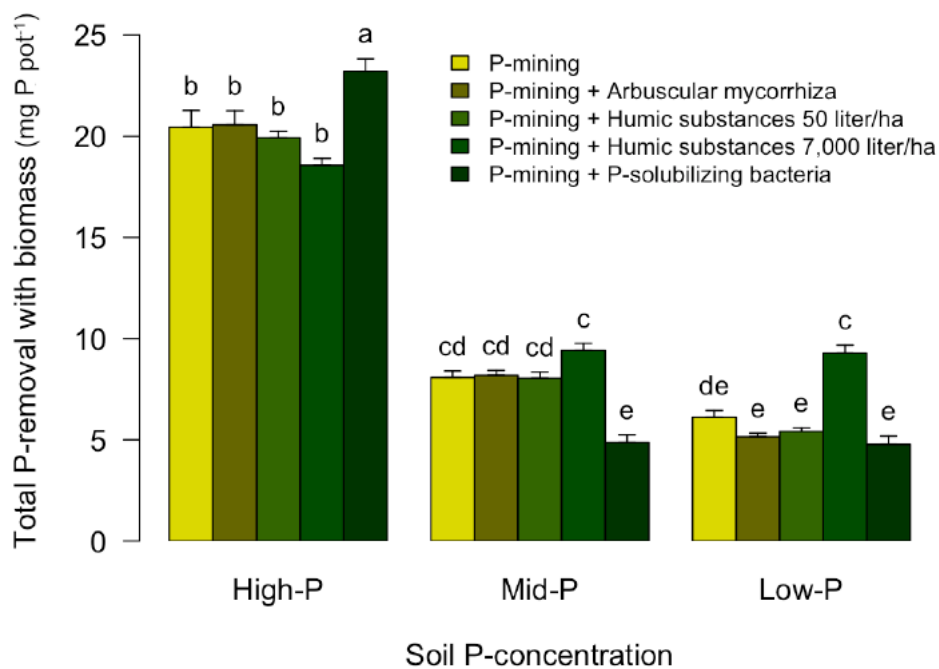 Total P-removal with biomass (mg P pot⁻¹)
25
20
15
10
5
0
P-mining
P-mining + Arbuscular mycorrhiza
P-mining + Humic substances 50 liter/ha
P-mining + Humic substances 7,000 liter/ha
P-mining + P-solubilizing bacteria
b b b b a
cd cd cd c e
de e e c e
High-P Mid-P Low-P
Soil P-concentration